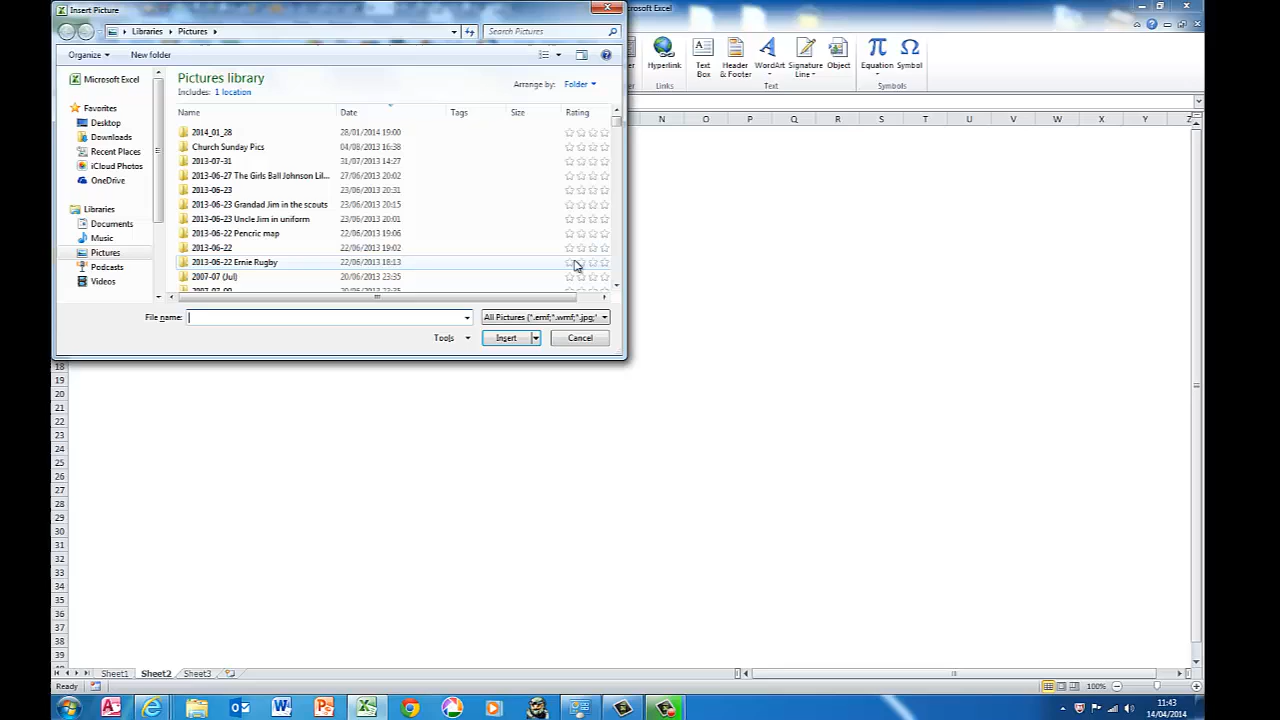 Insert Picture
Microsoft Excel
Libraries
Pictures
Search Pictures
Organize
New folder
Hyperlink
Text Box
Header & Footer
WordArt
Signature Line
Object
Equation
Symbol
Links
Text
Symbols
Microsoft Excel
Pictures library
Includes: 1 location
Arrange by: Folder
Favorites
Desktop
Downloads
Recent Places
iCloud Photos
OneDrive
Libraries
Documents
Music
Pictures
Podcasts
Videos
Name Date Tags Size Rating
2014_01_28 28/01/2014 19:00
Church Sunday Pics 04/08/2013 16:38
2013-07-31 31/07/2013 14:27
2013-06-27 The Girls Ball Johnson Lil... 27/06/2013 20:02
2013-06-23 23/06/2013 20:31
2013-06-23 Grandad Jim in the scouts 23/06/2013 20:15
2013-06-23 Uncle Jim in uniform 23/06/2013 20:01
2013-06-22 Pencric map 22/06/2013 19:06
2013-06-22 22/06/2013 19:02
2013-06-22 Ernie Rugby 22/06/2013 18:13
2007-07 (Jul) 20/06/2013 23:35
File name:
All Pictures (*.emf;*.wmf;*.jpg;*
Tools
Insert
Cancel
N O P Q R S T U V W X Y Z
18
19
20
21
22
23
24
25
26
27
28
29
30
31
32
33
34
35
36
37
38
39
Sheet1 Sheet2 Sheet3
Ready
100%
11:43
14/04/2014